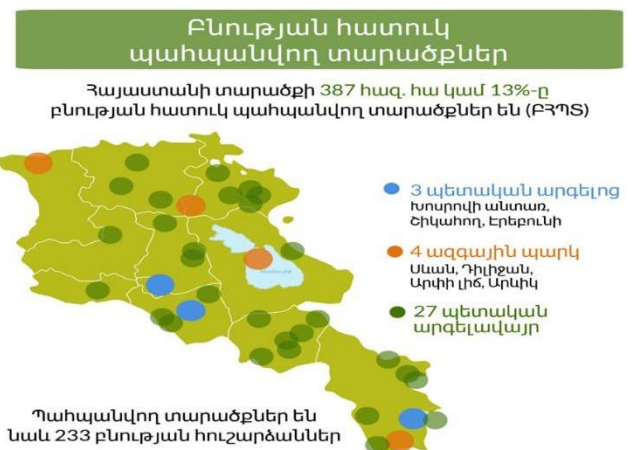 Բնության հատուկ
պահպանվող տարածքներ
Հայաստանի տարածքի 387 հազ. հա կամ 13%-ը
բնության հատուկ պահպանվող տարածքներ են (ԲՀՊՏ)
3 պետական արգելոց
Խոսրովի անտառ,
Շիկահող, Էրեբունի
4 ազգային պարկ
Սևան, Դիլիջան,
Արփի լիճ, Արևիկ
27 պետական
արգելավայր
Պահպանվող տարածքներ են
նաև 233 բնության հուշարձաններ